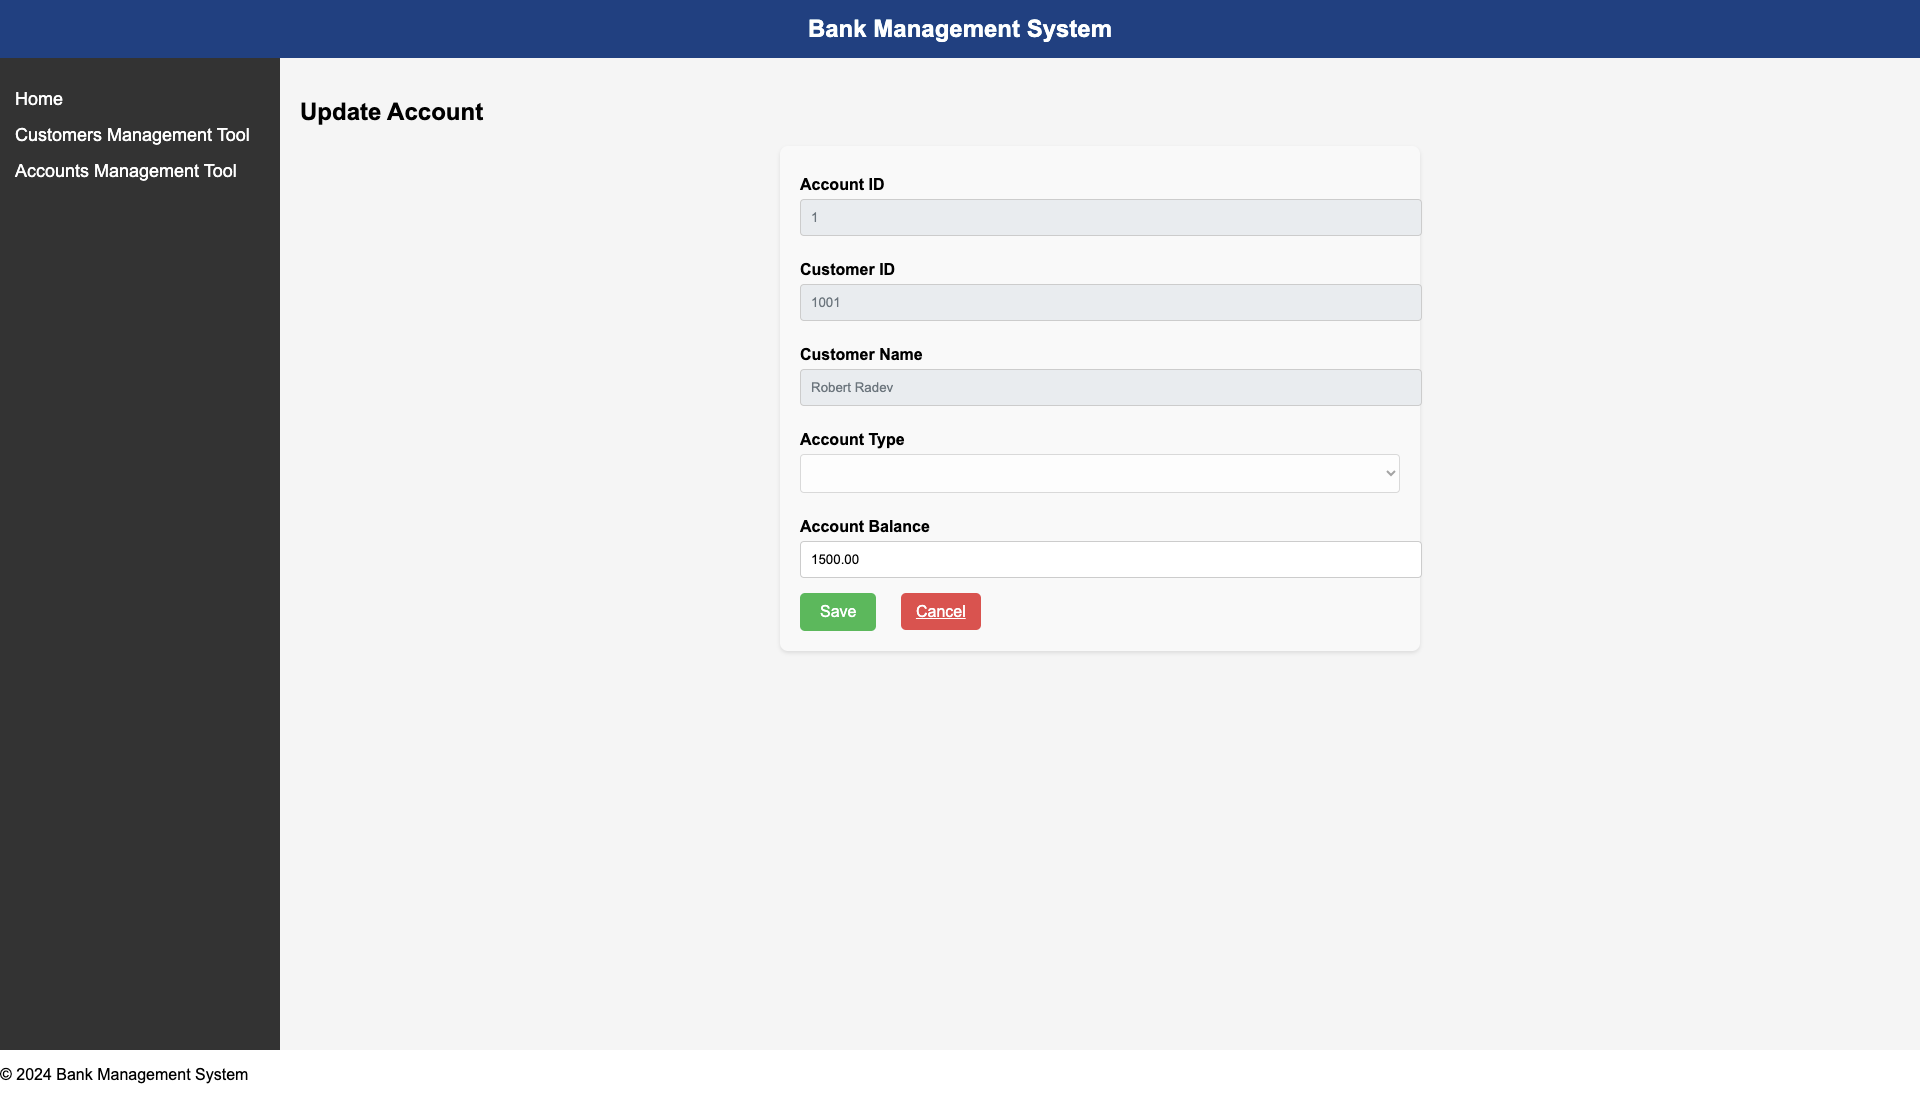 Bank Management System
Home
Customers Management Tool
Accounts Management Tool
Update Account
Account ID
1
Customer ID
1001
Customer Name
Robert Radev
Account Type
Account Balance
1500.00
Save Cancel
© 2024 Bank Management System